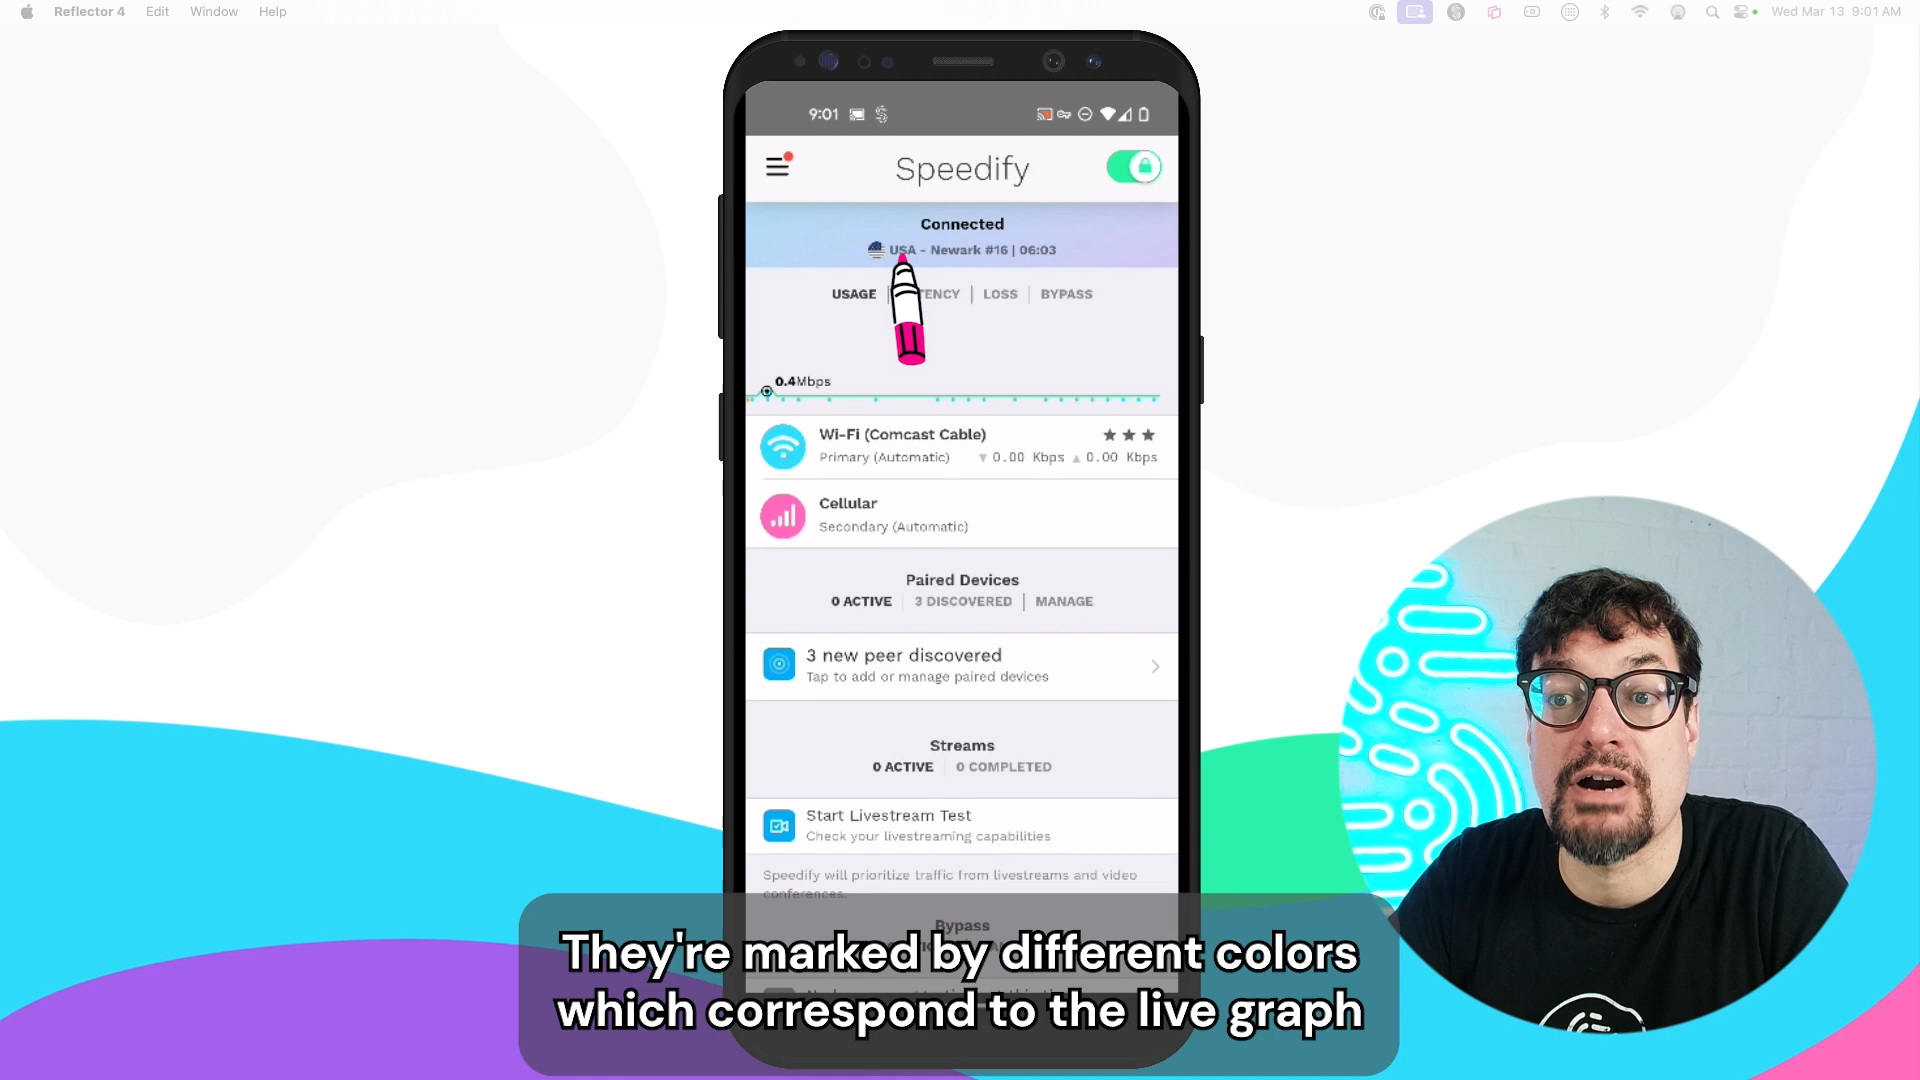 Reflector 4 Edit Window Help Wed Mar 13 9:01 AM
9:01
Speedify
Connected
USA - Newark #16 | 06:03
USAGE | TENCY | LOSS | BYPASS
0.4Mbps
Wi-Fi (Comcast Cable)
Primary (Automatic) ▼ 0.00 Kbps ▲ 0.00 Kbps
Cellular
Secondary (Automatic)
Paired Devices
0 ACTIVE | 3 DISCOVERED | MANAGE
3 new peer discovered
Tap to add or manage paired devices
Streams
0 ACTIVE | 0 COMPLETED
Start Livestream Test
Check your livestreaming capabilities
Speedify will prioritize traffic from livestreams and video
conferences.
Bypass
They're marked by different colors
which correspond to the live graph